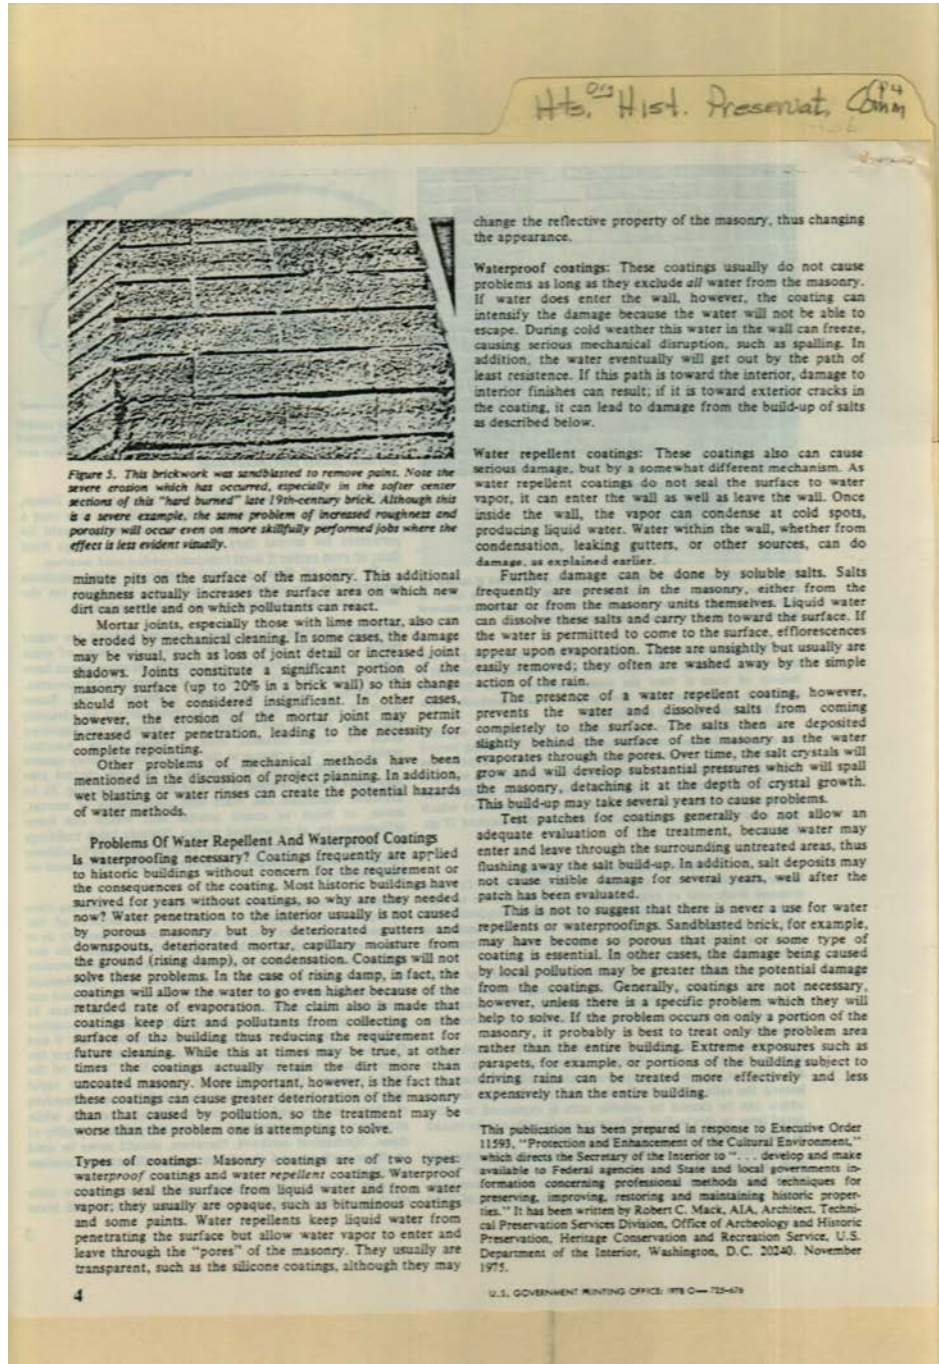 Hts. Org Hist. Preservat. Comm
Figure 5. This brickwork was sandblasted to remove paint. Note the
severe erosion which has occurred, especially in the softer center
sections of this "hard burned" late 19th-century brick. Although this
is a severe example, the same problem of increased roughness and
porosity will occur even on more skillfully performed jobs where the
effect is less evident visually.
minute pits on the surface of the masonry. This additional
roughness actually increases the surface area on which new
dirt can settle and on which pollutants can react.
Mortar joints, especially those with lime mortar, also can
be eroded by mechanical cleaning. In some cases, the damage
may be visual, such as loss of joint detail or increased joint
shadows. Joints constitute a significant portion of the
masonry surface (up to 20% in a brick wall) so this change
should not be considered insignificant. In other cases,
however, the erosion of the mortar joint may permit
increased water penetration, leading to the necessity for
complete repointing.
Other problems of mechanical methods have been
mentioned in the discussion of project planning. In addition,
wet blasting or water rinses can create the potential hazards
of water methods.
Problems Of Water Repellent And Waterproof Coatings
Is waterproofing necessary? Coatings frequently are applied
to historic buildings without concern for the requirement or
the consequences of the coating. Most historic buildings have
survived for years without coatings, so why are they needed
now? Water penetration to the interior usually is not caused
by porous masonry but by deteriorated gutters and
downspouts, deteriorated mortar, capillary moisture from
the ground (rising damp), or condensation. Coatings will not
solve these problems. In the case of rising damp, in fact, the
coatings will allow the water to go even higher because of the
retarded rate of evaporation. The claim also is made that
coatings keep dirt and pollutants from collecting on the
surface of the building thus reducing the requirement for
future cleaning. While this at times may be true, at other
times the coatings actually retain the dirt more than
uncoated masonry. More important, however, is the fact that
these coatings can cause greater deterioration of the masonry
than that caused by pollution, so the treatment may be
worse than the problem one is attempting to solve.
Types of coatings: Masonry coatings are of two types:
waterproof coatings and water repellent coatings. Waterproof
coatings seal the surface from liquid water and from water
vapor; they usually are opaque, such as bituminous coatings
and some paints. Water repellents keep liquid water from
penetrating the surface but allow water vapor to enter and
leave through the "pores" of the masonry. They usually are
transparent, such as the silicone coatings, although they may
4
change the reflective property of the masonry, thus changing
the appearance.
Waterproof coatings: These coatings usually do not cause
problems as long as they exclude all water from the masonry.
If water does enter the wall, however, the coating can
intensify the damage because the water will not be able to
escape. During cold weather this water in the wall can freeze,
causing serious mechanical disruption, such as spalling. In
addition, the water eventually will get out by the path of
least resistence. If this path is toward the interior, damage to
interior finishes can result; if it is toward exterior cracks in
the coating, it can lead to damage from the build-up of salts
as described below.
Water repellent coatings: These coatings also can cause
serious damage, but by a somewhat different mechanism. As
water repellent coatings do not seal the surface to water
vapor, it can enter the wall as well as leave the wall. Once
inside the wall, the vapor can condense at cold spots,
producing liquid water. Water within the wall, whether from
condensation, leaking gutters, or other sources, can do
damage, as explained earlier.
Further damage can be done by soluble salts. Salts
frequently are present in the masonry, either from the
mortar or from the masonry units themselves. Liquid water
can dissolve these salts and carry them toward the surface. If
the water is permitted to come to the surface, efflorescences
appear upon evaporation. These are unsightly but usually are
easily removed; they often are washed away by the simple
action of the rain.
The presence of a water repellent coating, however,
prevents the water and dissolved salts from coming
completely to the surface. The salts then are deposited
slightly behind the surface of the masonry as the water
evaporates through the pores. Over time, the salt crystals will
grow and will develop substantial pressures which will spall
the masonry, detaching it at the depth of crystal growth.
This build-up may take several years to cause problems.
Test patches for coatings generally do not allow an
adequate evaluation of the treatment, because water may
enter and leave through the surrounding untreated areas, thus
flushing away the salt build-up. In addition, salt deposits may
not cause visible damage for several years, well after the
patch has been evaluated.
This is not to suggest that there is never a use for water
repellents or waterproofings. Sandblasted brick, for example,
may have become so porous that paint or some type of
coating is essential. In other cases, the damage being caused
by local pollution may be greater than the potential damage
from the coatings. Generally, coatings are not necessary,
however, unless there is a specific problem which they will
help to solve. If the problem occurs on only a portion of the
masonry, it probably is best to treat only the problem area
rather than the entire building. Extreme exposures such as
parapets, for example, or portions of the building subject to
driving rains can be treated more effectively and less
expensively than the entire building.
This publication has been prepared in response to Executive Order
11593, "Protection and Enhancement of the Cultural Environment,"
which directs the Secretary of the Interior to ". . . develop and make
available to Federal agencies and State and local governments in-
formation concerning professional methods and techniques for
preserving, improving, restoring and maintaining historic proper-
ties." It has been written by Robert C. Mack, AIA, Architect, Techni-
cal Preservation Services Division, Office of Archeology and Historic
Preservation, Heritage Conservation and Recreation Service, U.S.
Department of the Interior, Washington, D.C. 20240. November
1975.
U.S. GOVERNMENT PRINTING OFFICE: 1978 O—725-676